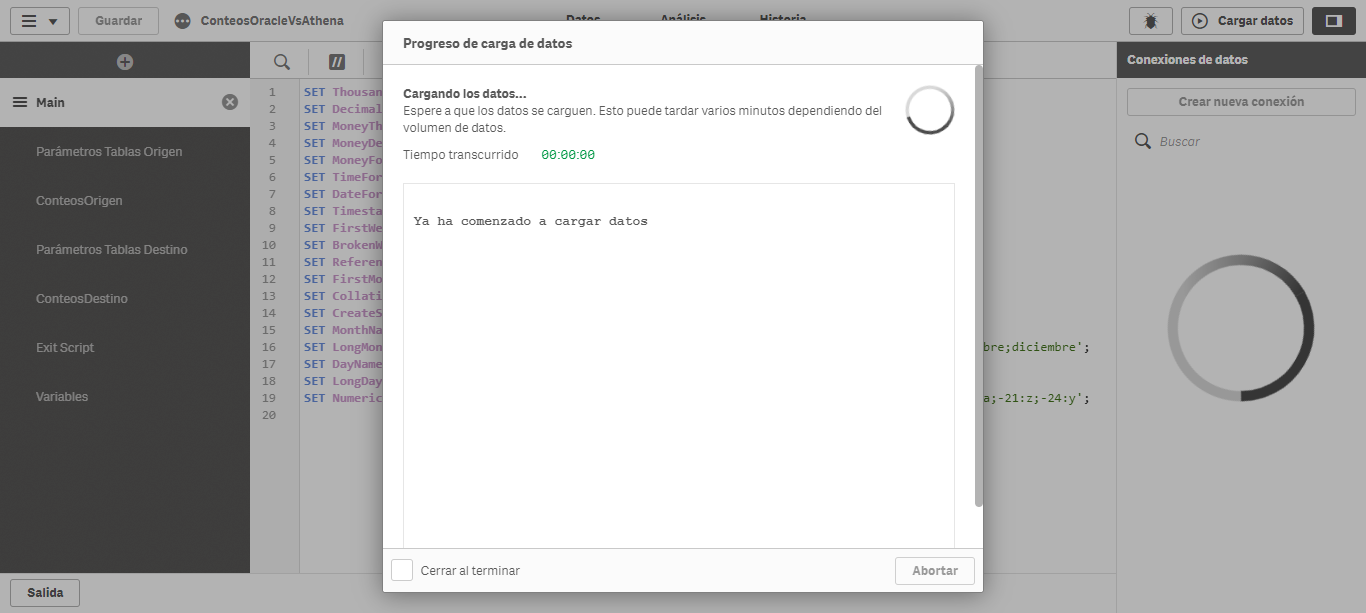 Guardar
ConteosOracleVsAthena
Datos
Análisis
Historia
Cargar datos
Progreso de carga de datos
Cargando los datos...
Espere a que los datos se carguen. Esto puede tardar varios minutos dependiendo del
volumen de datos.
Tiempo transcurrido 00:00:00
Ya ha comenzado a cargar datos
Cerrar al terminar
Abortar
Main
Parámetros Tablas Origen
ConteosOrigen
Parámetros Tablas Destino
ConteosDestino
Exit Script
Variables
//
1 SET Thousan
2 SET Decimal
3 SET MoneyTh
4 SET MoneyDe
5 SET MoneyFo
6 SET TimeFor
7 SET DateFor
8 SET Timesta
9 SET FirstWe
10 SET BrokenW
11 SET Referen
12 SET FirstMo
13 SET Collati
14 SET CreateS
15 SET MonthNa
16 SET LongMon bre;diciembre';
17 SET DayName
18 SET LongDay
19 SET Numeric a;-21:z;-24:y';
20
Conexiones de datos
Crear nueva conexión
Buscar
Salida